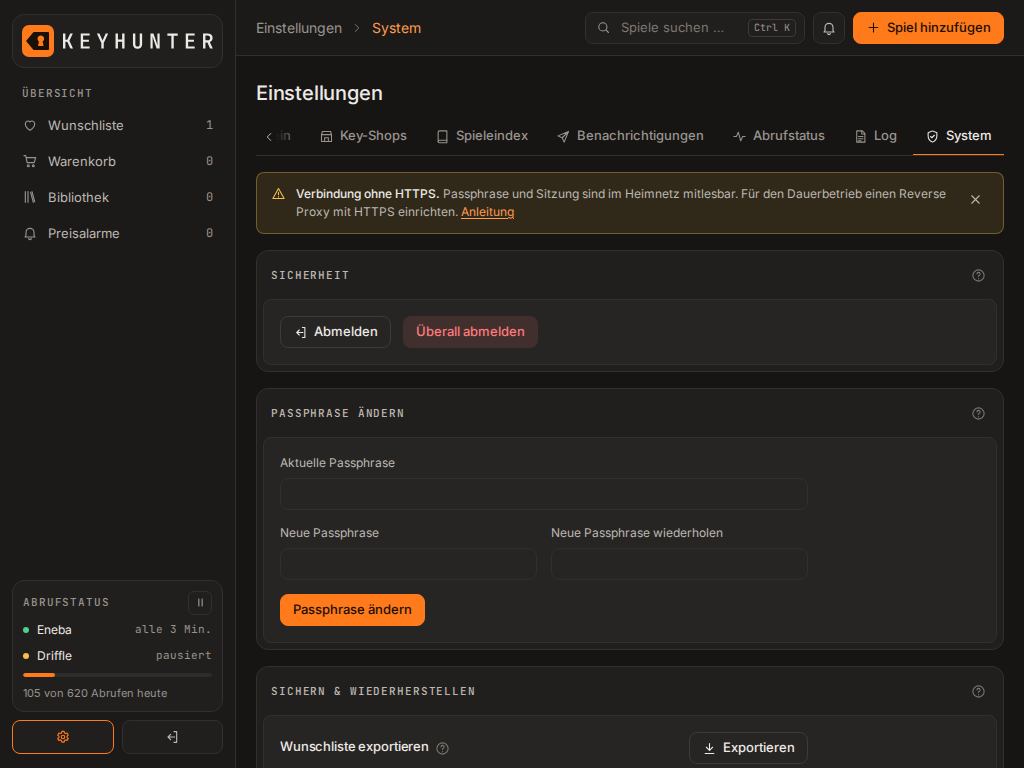 KEYHUNTER
Einstellungen > System
Spiele suchen ...
Ctrl K
Spiel hinzufügen
ÜBERSICHT
Wunschliste 1
Warenkorb 0
Bibliothek 0
Preisalarme 0
Einstellungen
in
Key-Shops
Spieleindex
Benachrichtigungen
Abrufstatus
Log
System
Verbindung ohne HTTPS. Passphrase und Sitzung sind im Heimnetz mitlesbar. Für den Dauerbetrieb einen Reverse
Proxy mit HTTPS einrichten. Anleitung
SICHERHEIT
Abmelden
Überall abmelden
PASSPHRASE ÄNDERN
Aktuelle Passphrase
Neue Passphrase
Neue Passphrase wiederholen
Passphrase ändern
SICHERN & WIEDERHERSTELLEN
Wunschliste exportieren
Exportieren
ABRUFSTATUS
Eneba alle 3 Min.
Driffle pausiert
105 von 620 Abrufen heute